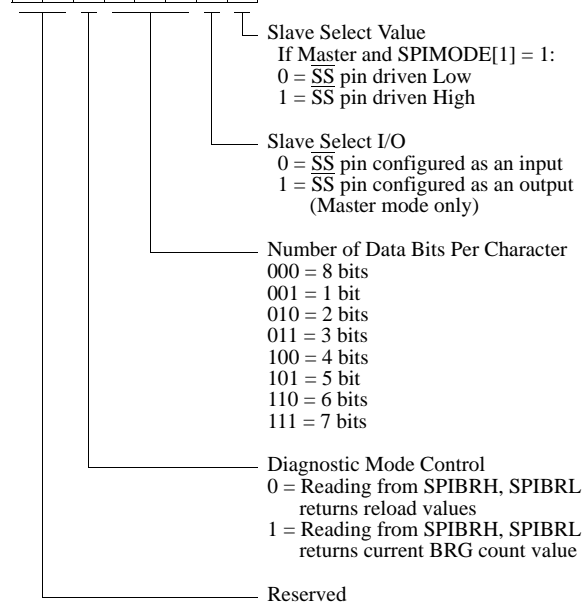 Slave Select Value
If Master and SPIMODE[1] = 1:
0 = S̅S̅ pin driven Low
1 = S̅S̅ pin driven High
Slave Select I/O
0 = S̅S̅ pin configured as an input
1 = S̅S̅ pin configured as an output
(Master mode only)
Number of Data Bits Per Character
000 = 8 bits
001 = 1 bit
010 = 2 bits
011 = 3 bits
100 = 4 bits
101 = 5 bit
110 = 6 bits
111 = 7 bits
Diagnostic Mode Control
0 = Reading from SPIBRH, SPIBRL
returns reload values
1 = Reading from SPIBRH, SPIBRL
returns current BRG count value
Reserved